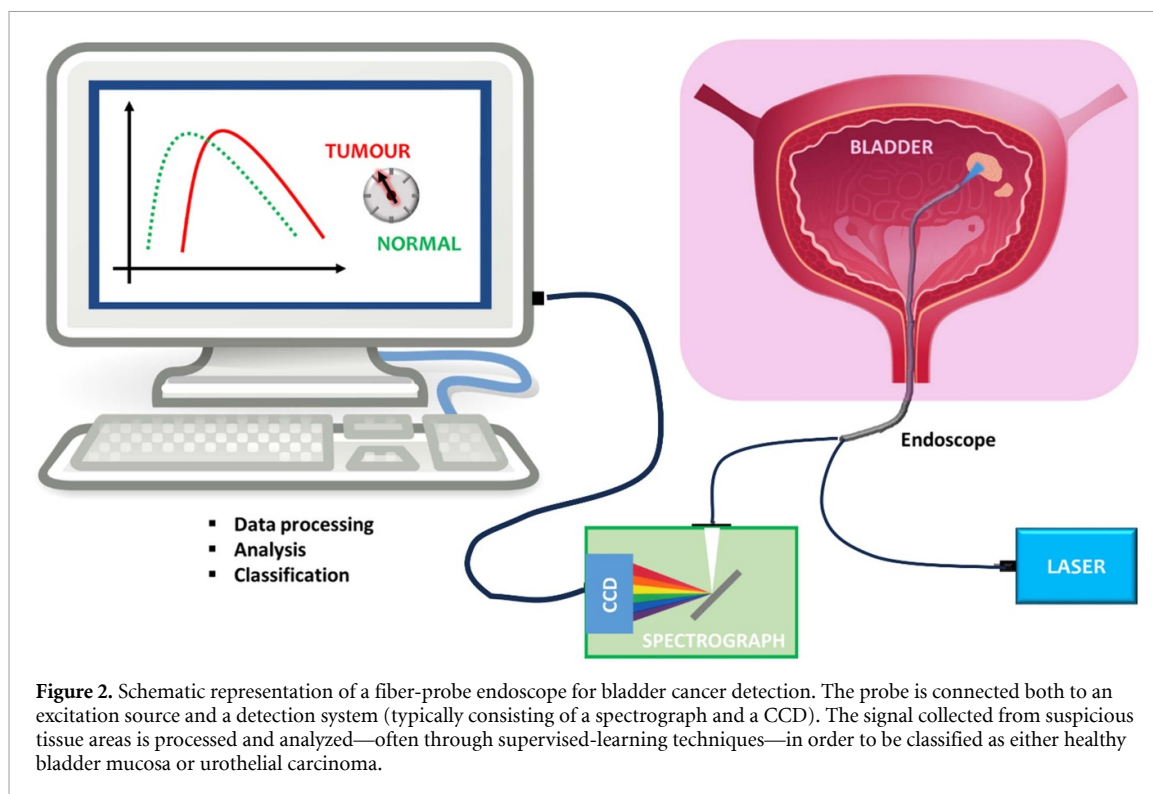 TUMOUR
NORMAL
BLADDER
Endoscope
▪ Data processing
▪ Analysis
▪ Classification
CCD
SPECTROGRAPH
LASER
Figure 2. Schematic representation of a fiber-probe endoscope for bladder cancer detection. The probe is connected both to an
excitation source and a detection system (typically consisting of a spectrograph and a CCD). The signal collected from suspicious
tissue areas is processed and analyzed—often through supervised-learning techniques—in order to be classified as either healthy
bladder mucosa or urothelial carcinoma.